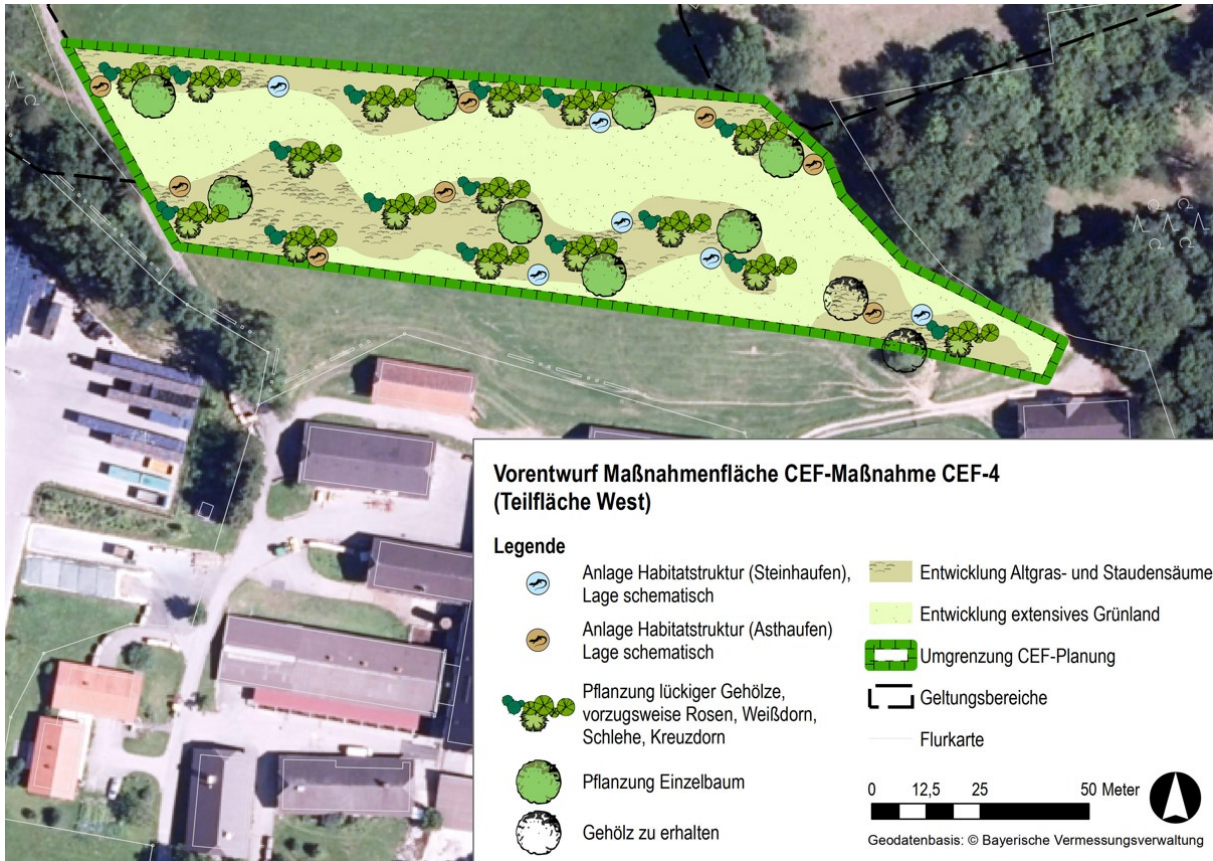 Vorentwurf Maßnahmenfläche CEF-Maßnahme CEF-4
(Teilfläche West)
Legende
Anlage Habitatstruktur (Steinhaufen),
Lage schematisch
Anlage Habitatstruktur (Asthaufen)
Lage schematisch
Pflanzung lückiger Gehölze,
vorzugsweise Rosen, Weißdorn,
Schlehe, Kreuzdorn
Pflanzung Einzelbaum
Gehölz zu erhalten
Entwicklung Altgras- und Staudensäume
Entwicklung extensives Grünland
Umgrenzung CEF-Planung
Geltungsbereiche
Flurkarte
0 12,5 25 50 Meter
Geodatenbasis: © Bayerische Vermessungsverwaltung